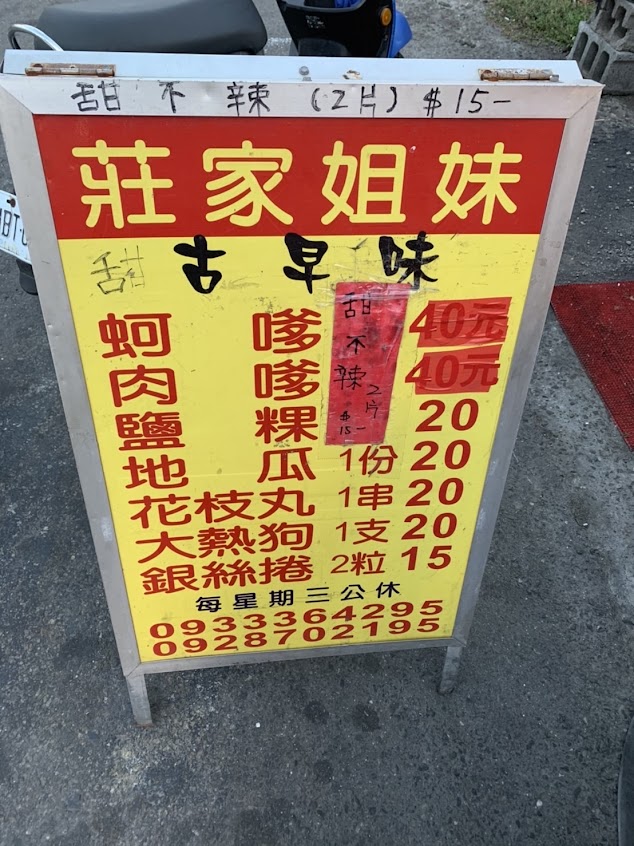 甜不辣(2片)$15-
莊家姐妹
甜
古早味
蚵嗲 40元
肉嗲 40元
鹽粿 20
地瓜 1份 20
花枝丸 1串 20
大熱狗 1支 20
銀絲捲 2粒 15
甜不辣 2片 $15-
每星期三公休
0933364295
0928702195